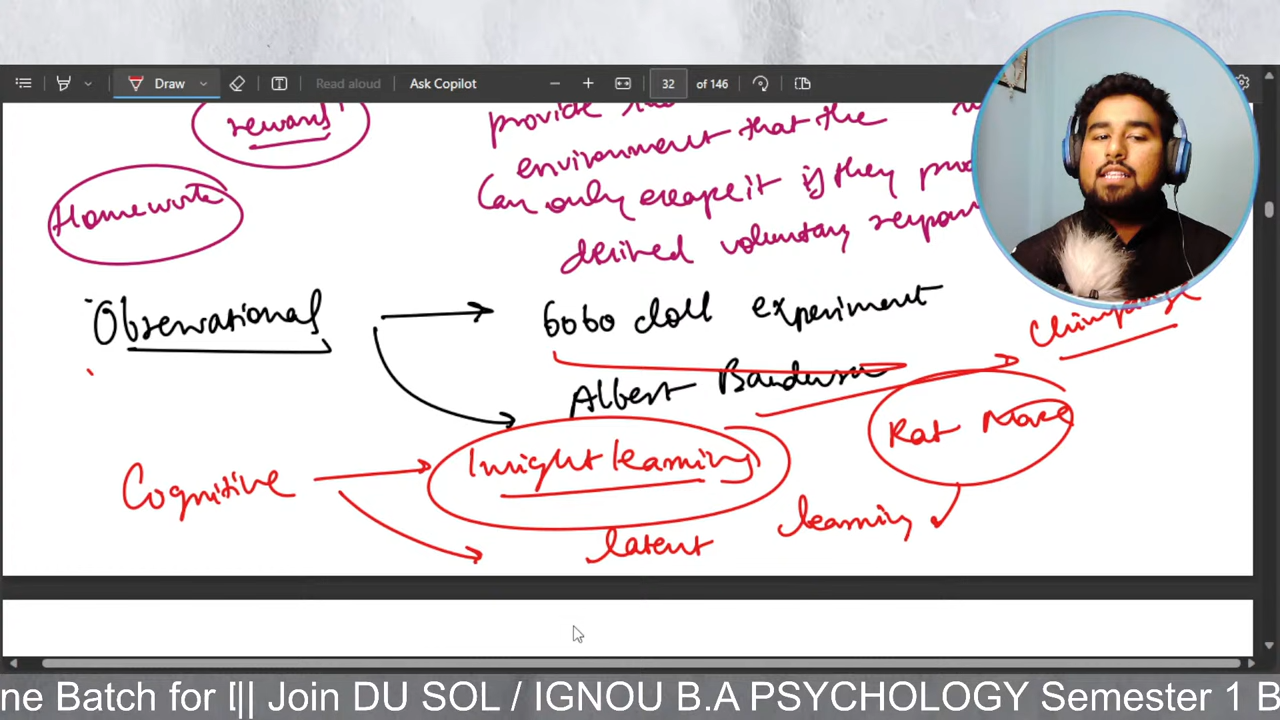 Draw
Read aloud
Ask Copilot
32
of 146
reward
provide
environment that the
Homework
Can only escape it if they
desired voluntary
Observational
bobo doll experiment
Albert Bandura
Rat Maze
Insight learning
Cognitive
learning
latent
ne Batch for || Join DU SOL / IGNOU B.A PSYCHOLOGY Semester 1 B